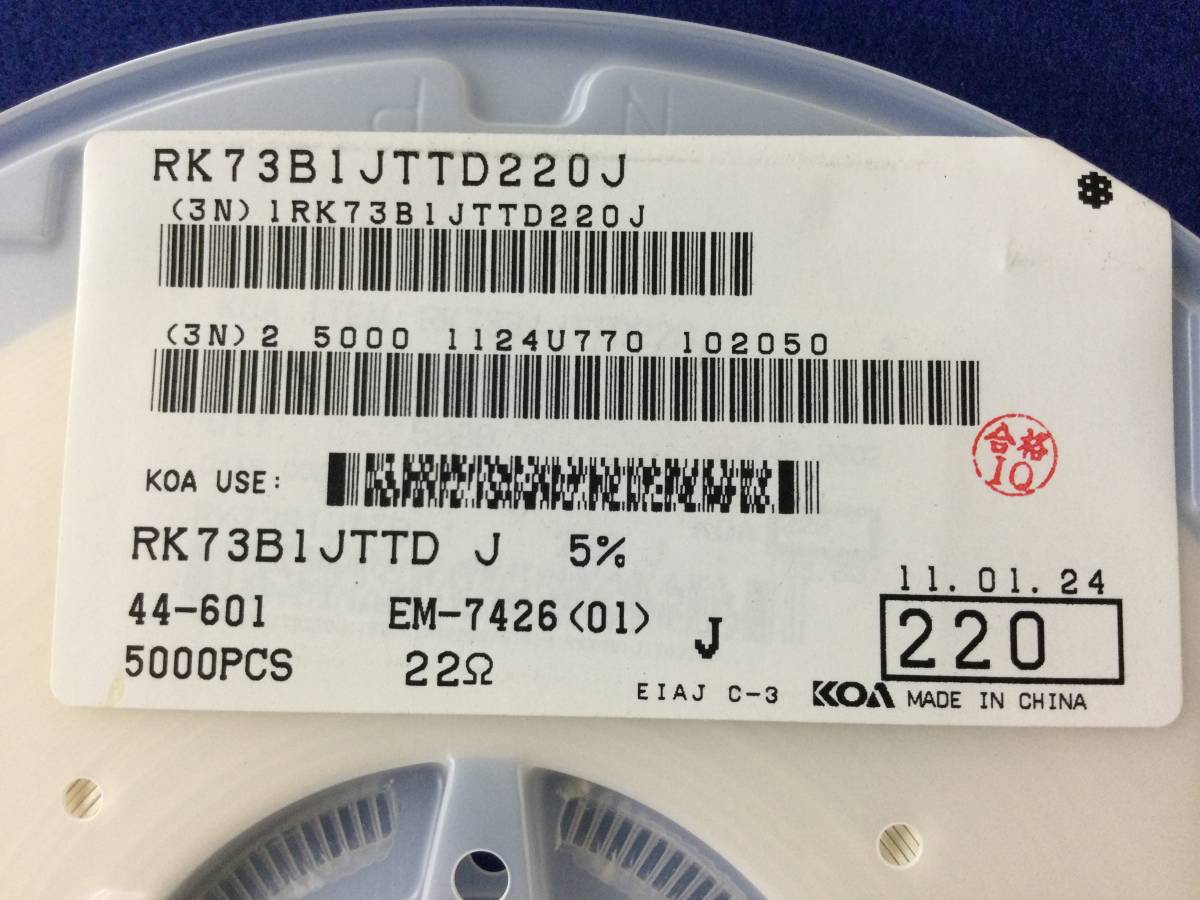 RK73B1JTTD220J
(3N)1RK73B1JTTD220J
(3N)2 5000 1124U770 102050
合格
IQ
KOA USE:
RK73B1JTTD J 5%
11.01.24
44-601 EM-7426(01) J
220
5000PCS 22Ω
EIAJ C-3 KOA MADE IN CHINA